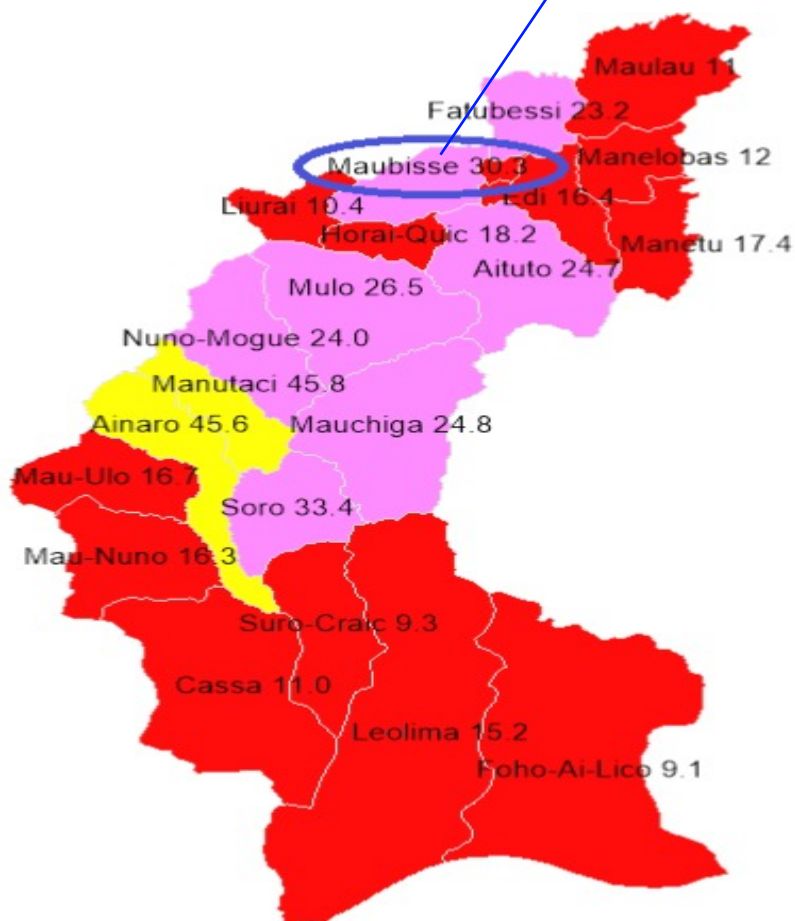 Maulau 11
Fatubessi 23.2
Manelobas 12
Maubisse 30.3
Edi 16.4
Liurai 10.4
Horai-Quic 18.2
Manetu 17.4
Aituto 24.7
Mulo 26.5
Nuno-Mogue 24.0
Manutaci 45.8
Ainaro 45.6
Mauchiga 24.8
Mau-Ulo 16.7
Soro 33.4
Mau-Nuno 16.3
Suro-Craic 9.3
Cassa 11.0
Leolima 15.2
Foho-Ai-Lico 9.1